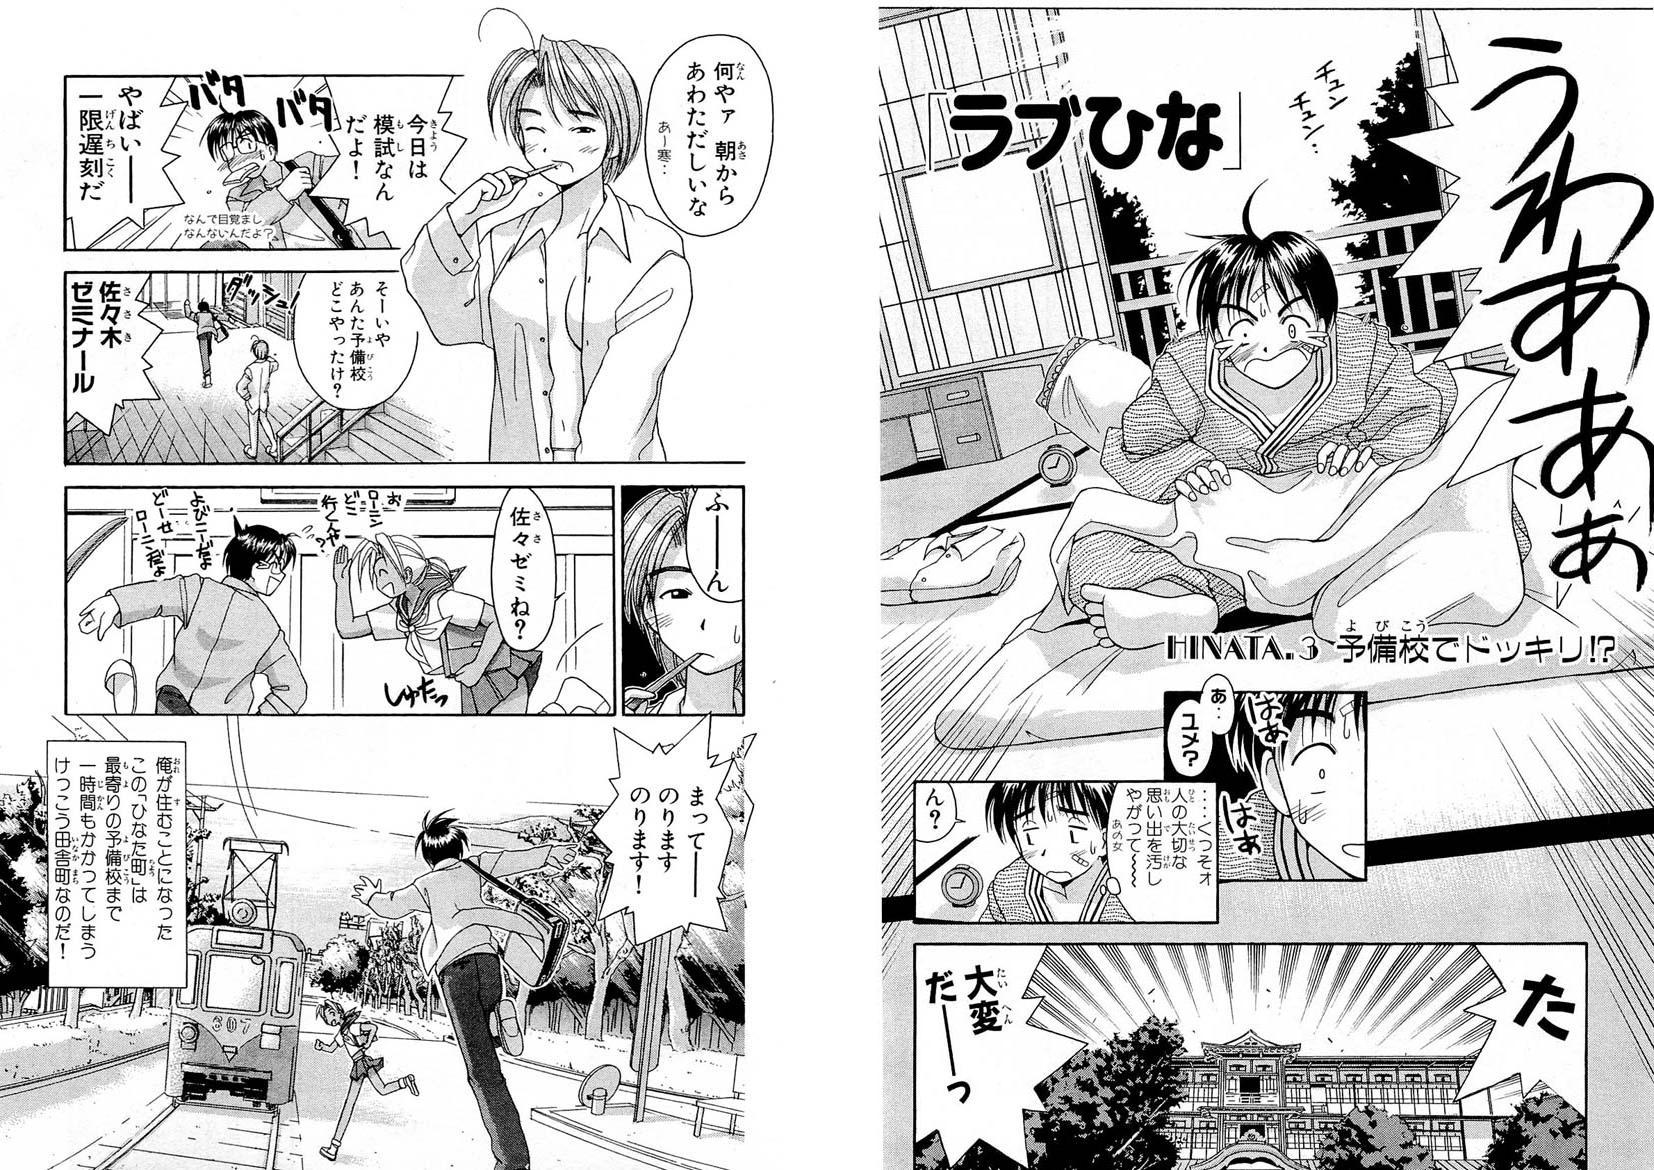 うわあああぁ
チュン
チュン…
「ラブひな」
HINATA.3 予備校でドッキリ!?
はぁ
はぁ
あ‥
ユメ?
‥‥くっそォ
人の大切な
思い出を汚し
やがって〜〜
あの女
ん?
た
大変
だーーっ
何やァ 朝から
あわただしいな
あー寒‥
今日は
模試なん
だよ!
バタ
バタ
やばいーー
一限遅刻だ
なんで目覚まし
なんないんだよ?
そーいや
あんた予備校
どこやったけ?
ダッシュ!
佐々木
ゼミナール
ふーーん
佐々ゼミね?
お
ローニン
どこ
行くんや
?
しゅたっ
よびこーだよ
どーせ
ローニンだよ
まってーー
のります
のります!
俺が住むことになった
この「ひなた町」は
最寄りの予備校まで
一時間もかかってしまう
けっこう田舎町なのだ!
307